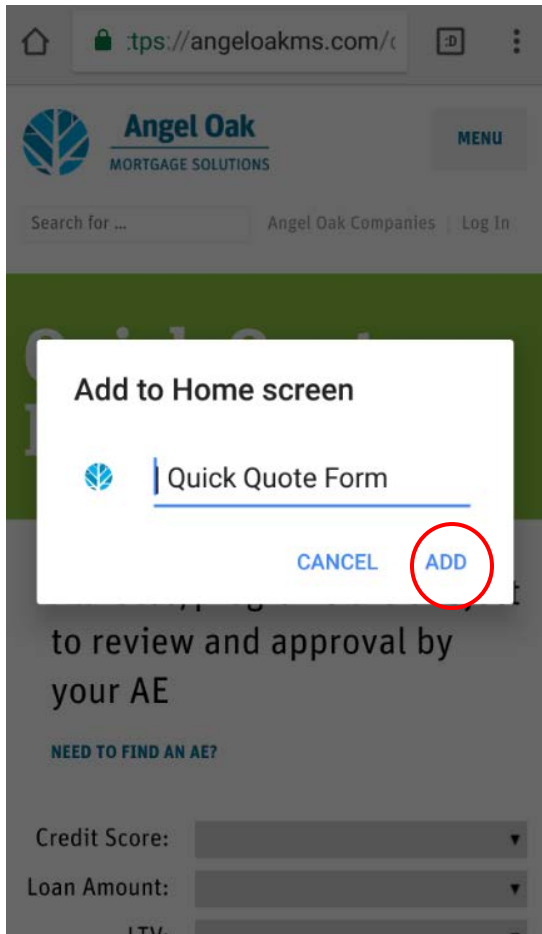 :tps://angeloakms.com/
:D
Angel Oak
MORTGAGE SOLUTIONS
MENU
Search for ...
Angel Oak Companies | Log In
Add to Home screen
Quick Quote Form
CANCEL
ADD
to review and approval by
your AE
NEED TO FIND AN AE?
Credit Score:
Loan Amount:
LTV: